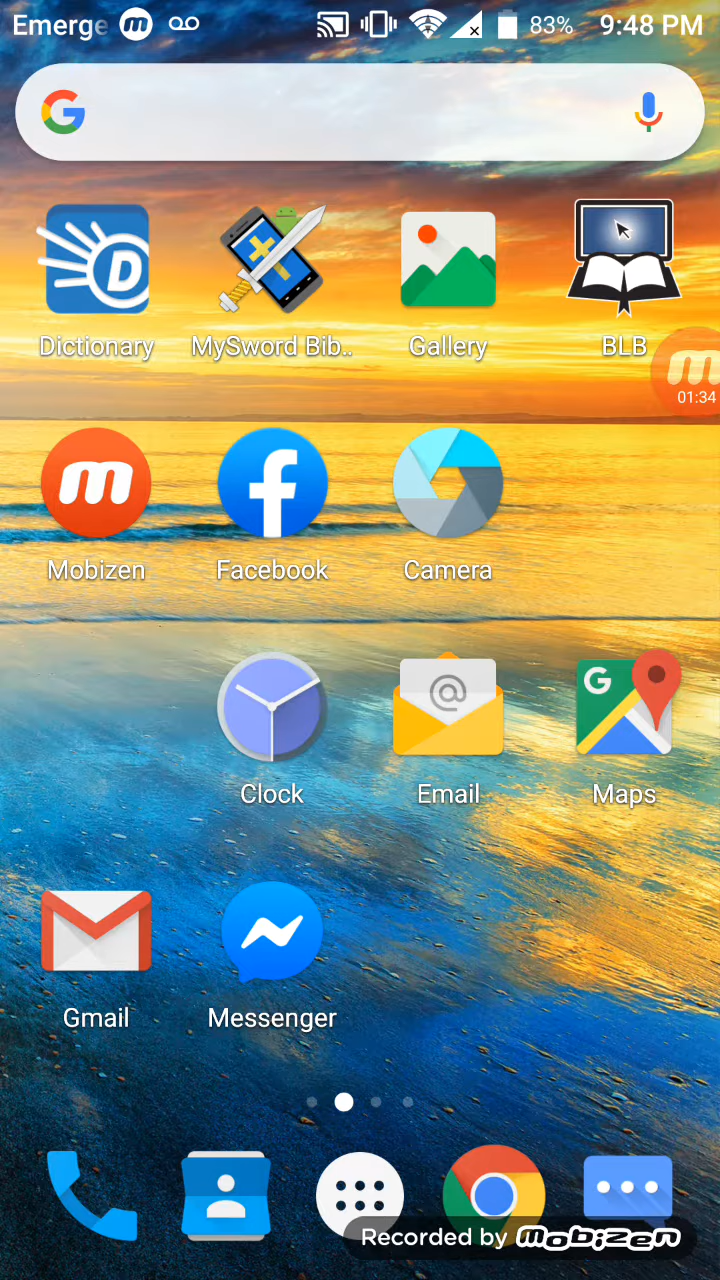 Emerge 83% 9:48 PM
Dictionary MySword Bib.. Gallery BLB
01:34
Mobizen Facebook Camera
Clock Email Maps
Gmail Messenger
Recorded by Mobizen